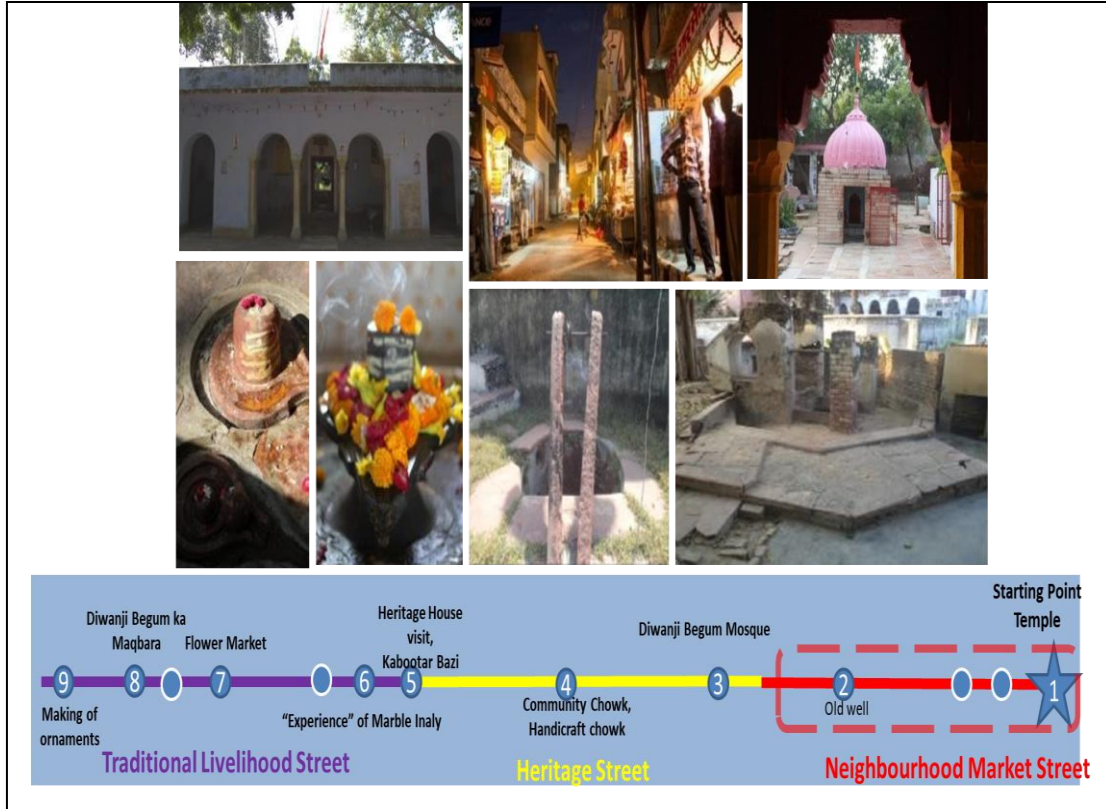 NCE
Starting Point
Temple
Diwanji Begum ka
Maqbara
Flower Market
Heritage House
visit,
Kabootar Bazi
Diwanji Begum Mosque
9
8
7
6
5
4
3
2
1
Making of
ornaments
“Experience” of Marble Inaly
Community Chowk,
Handicraft chowk
Old well
Traditional Livelihood Street
Heritage Street
Neighbourhood Market Street